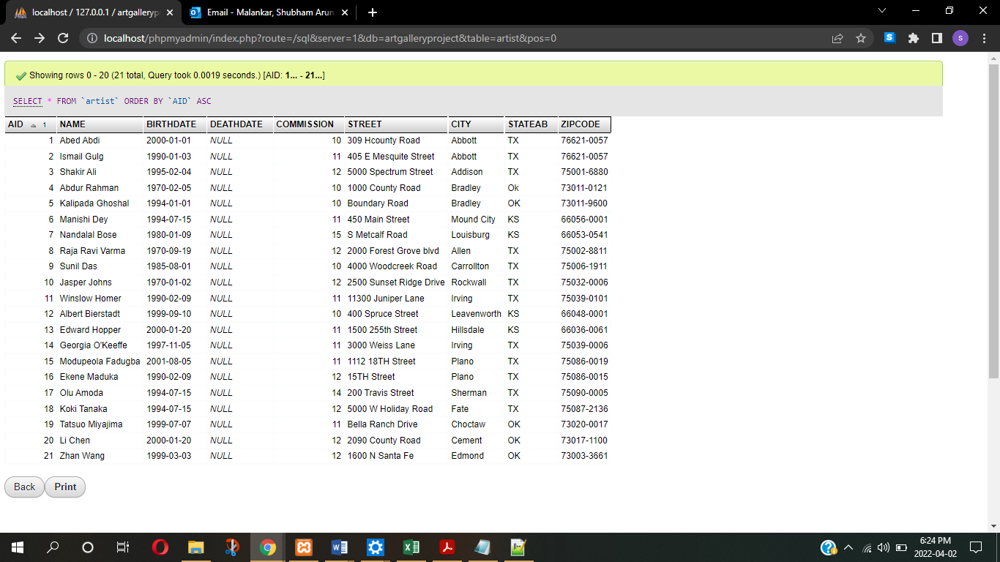 localhost / 127.0.0.1 / artgalleryp
Email - Malankar, Shubham Arun
localhost/phpmyadmin/index.php?route=/sql&server=1&db=artgalleryproject&table=artist&pos=0
S
S
Showing rows 0 - 20 (21 total, Query took 0.0019 seconds.) [AID: 1... - 21...]
SELECT * FROM `artist` ORDER BY `AID` ASC
AID 1 NAME BIRTHDATE DEATHDATE COMMISSION STREET CITY STATEAB ZIPCODE
1 Abed Abdi 2000-01-01 NULL 10 309 Hcounty Road Abbott TX 76621-0057
2 Ismail Gulg 1990-01-03 NULL 11 405 E Mesquite Street Abbott TX 76621-0057
3 Shakir Ali 1995-02-04 NULL 12 5000 Spectrum Street Addison TX 75001-6880
4 Abdur Rahman 1970-02-05 NULL 10 1000 County Road Bradley Ok 73011-0121
5 Kalipada Ghoshal 1994-01-01 NULL 10 Boundary Road Bradley OK 73011-9600
6 Manishi Dey 1994-07-15 NULL 11 450 Main Street Mound City KS 66056-0001
7 Nandalal Bose 1980-01-09 NULL 15 S Metcalf Road Louisburg KS 66053-0541
8 Raja Ravi Varma 1970-09-19 NULL 12 2000 Forest Grove blvd Allen TX 75002-8811
9 Sunil Das 1985-08-01 NULL 10 4000 Woodcreek Road Carrollton TX 75006-1911
10 Jasper Johns 1970-01-02 NULL 12 2500 Sunset Ridge Drive Rockwall TX 75032-0006
11 Winslow Homer 1990-02-09 NULL 11 11300 Juniper Lane Irving TX 75039-0101
12 Albert Bierstadt 1999-09-10 NULL 10 400 Spruce Street Leavenworth KS 66048-0001
13 Edward Hopper 2000-01-20 NULL 11 1500 255th Street Hillsdale KS 66036-0061
14 Georgia O'Keeffe 1997-11-05 NULL 11 3000 Weiss Lane Irving TX 75039-0006
15 Modupeola Fadugba 2001-08-05 NULL 11 1112 18TH Street Plano TX 75086-0019
16 Ekene Maduka 1990-02-09 NULL 12 15TH Street Plano TX 75086-0015
17 Olu Amoda 1994-07-15 NULL 14 200 Travis Street Sherman TX 75090-0005
18 Koki Tanaka 1994-07-15 NULL 12 5000 W Holiday Road Fate TX 75087-2136
19 Tatsuo Miyajima 1999-07-07 NULL 11 Bella Ranch Drive Choctaw OK 73020-0017
20 Li Chen 2000-01-20 NULL 12 2090 County Road Cement OK 73017-1100
21 Zhan Wang 1999-03-03 NULL 12 1600 N Santa Fe Edmond OK 73003-3661
Back Print
6:24 PM
2022-04-02